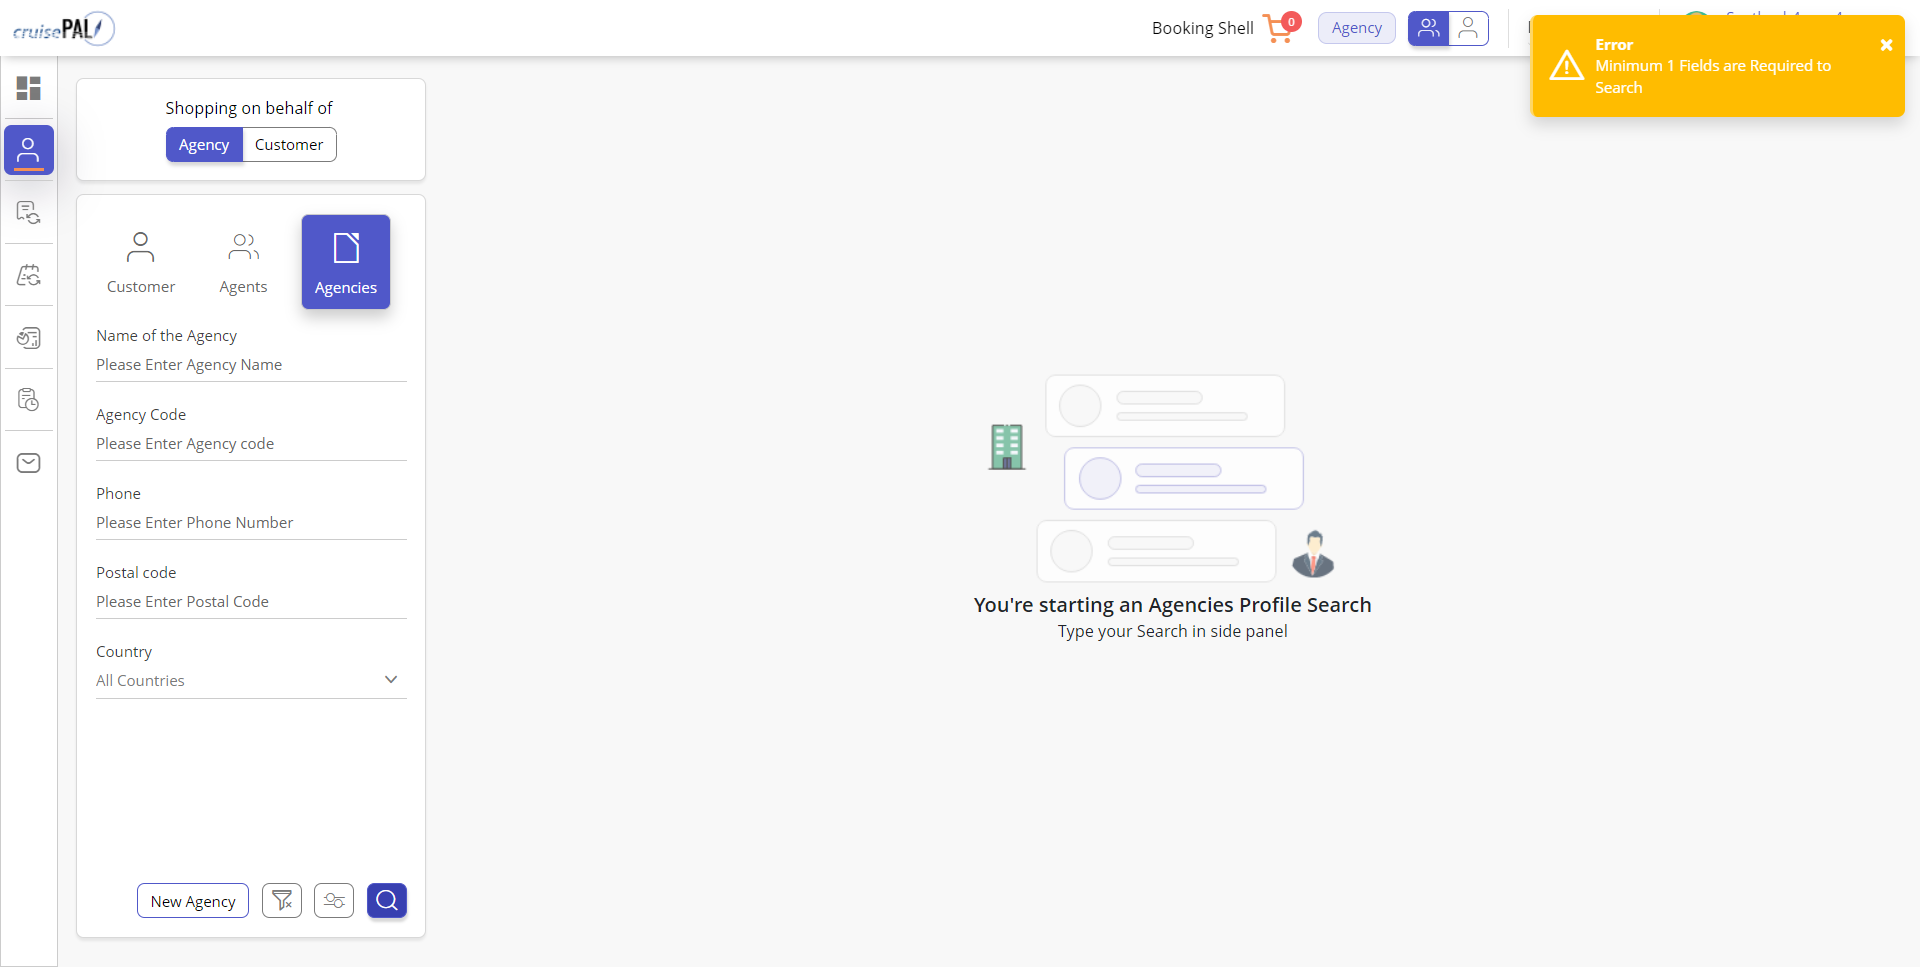 cruisePAL
Booking Shell
0
Agency
Error
Minimum 1 Fields are Required to
Search
Shopping on behalf of
Agency
Customer
Customer
Agents
Agencies
Name of the Agency
Please Enter Agency Name
Agency Code
Please Enter Agency code
Phone
Please Enter Phone Number
Postal code
Please Enter Postal Code
Country
All Countries
New Agency
You're starting an Agencies Profile Search
Type your Search in side panel